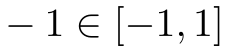 − 1 ∈ [−1, 1]